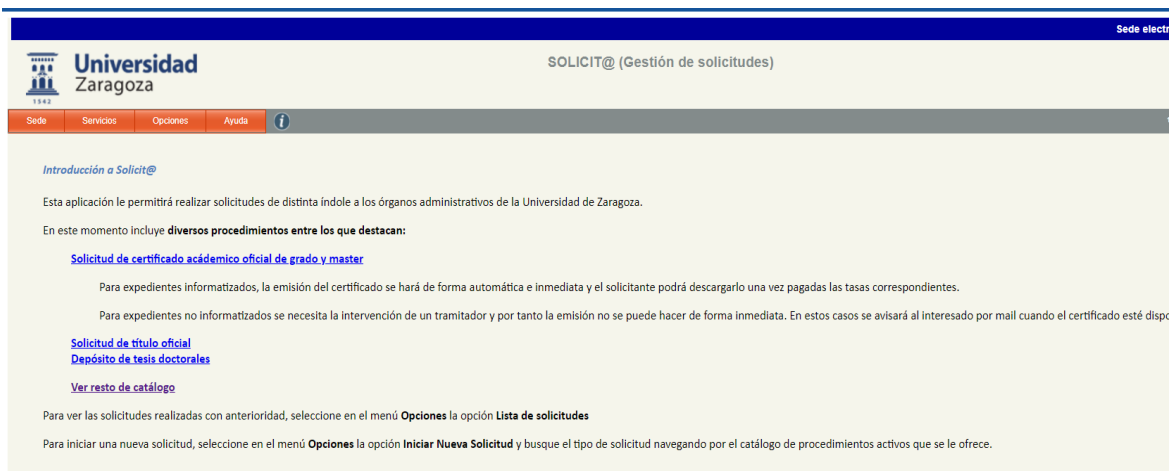 Sede electr
Universidad
Zaragoza
1542
SOLICIT@ (Gestión de solicitudes)
Sede Servicios Opciones Ayuda i
Introducción a Solicit@
Esta aplicación le permitirá realizar solicitudes de distinta índole a los órganos administrativos de la Universidad de Zaragoza.
En este momento incluye diversos procedimientos entre los que destacan:
Solicitud de certificado académico oficial de grado y master
Para expedientes informatizados, la emisión del certificado se hará de forma automática e inmediata y el solicitante podrá descargarlo una vez pagadas las tasas correspondientes.
Para expedientes no informatizados se necesita la intervención de un tramitador y por tanto la emisión no se puede hacer de forma inmediata. En estos casos se avisará al interesado por mail cuando el certificado esté dispo
Solicitud de título oficial
Depósito de tesis doctorales
Ver resto de catálogo
Para ver las solicitudes realizadas con anterioridad, seleccione en el menú Opciones la opción Lista de solicitudes
Para iniciar una nueva solicitud, seleccione en el menú Opciones la opción Iniciar Nueva Solicitud y busque el tipo de solicitud navegando por el catálogo de procedimientos activos que se le ofrece.